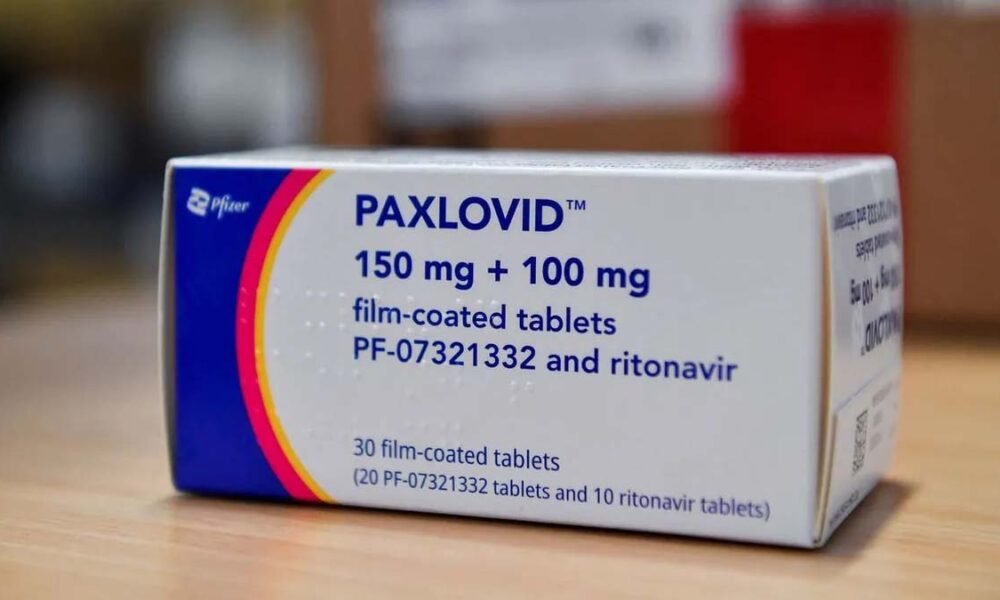 Pfizer
PAXLOVID™
150 mg + 100 mg
film-coated tablets
PF-07321332 and ritonavir
30 film-coated tablets
(20 PF-07321332 tablets and 10 ritonavir tablets)